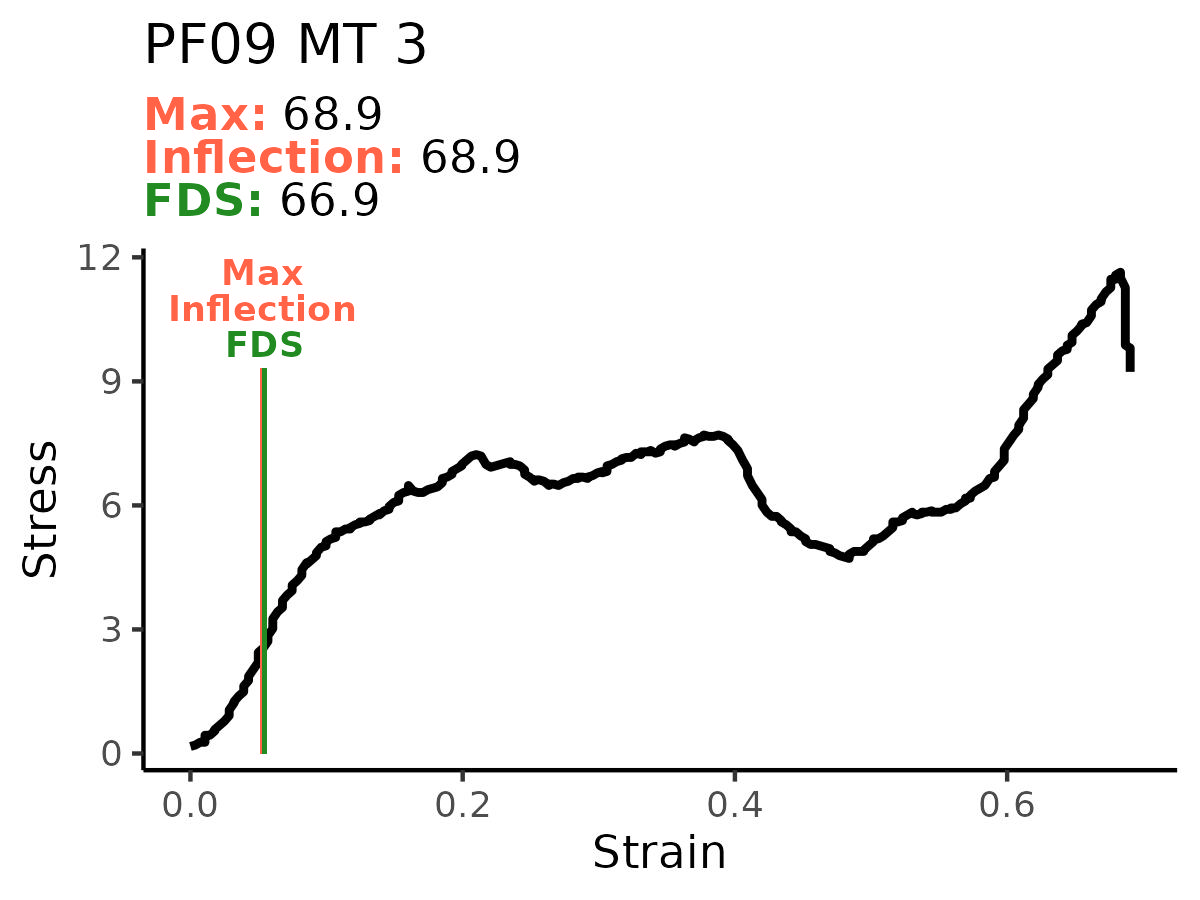 PF09 MT 3
Max: 68.9
Inflection: 68.9
FDS: 66.9
12
9
6
3
0
Max
Inflection
FDS
Stress
0.0 0.2 0.4 0.6
Strain